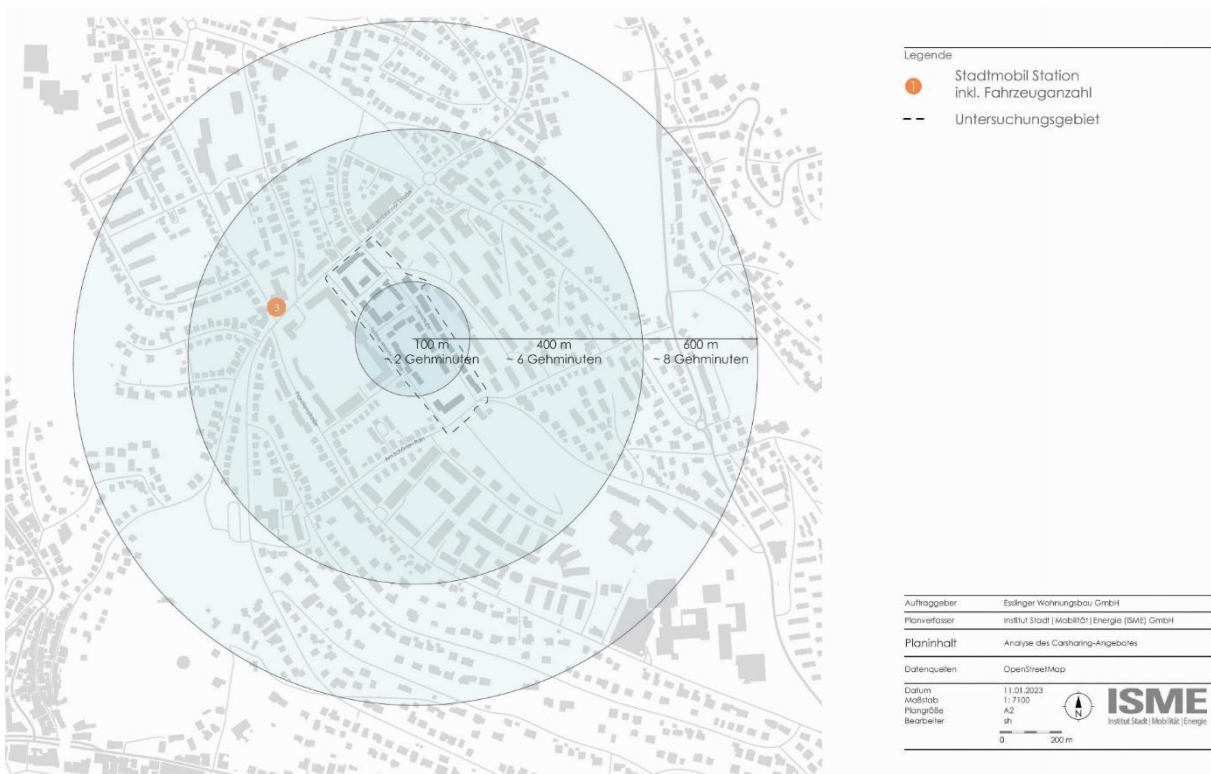 3
100 m
~ 2 Gehminuten
400 m
~ 6 Gehminuten
600 m
~ 8 Gehminuten
Legende
1
Stadtmobil Station
inkl. Fahrzeuganzahl
Untersuchungsgebiet
Auftraggeber Esslinger Wohnungsbau GmbH
Planverfasser Institut Stadt | Mobilität | Energie (ISME) GmbH
Planinhalt Analyse des Carsharing-Angebotes
Datenquellen OpenStreetMap
Datum 11.01.2023
Maßstab 1: 7100
Plangröße A2
Bearbeiter sh
N
ISME
Institut Stadt | Mobilität | Energie
0 200 m